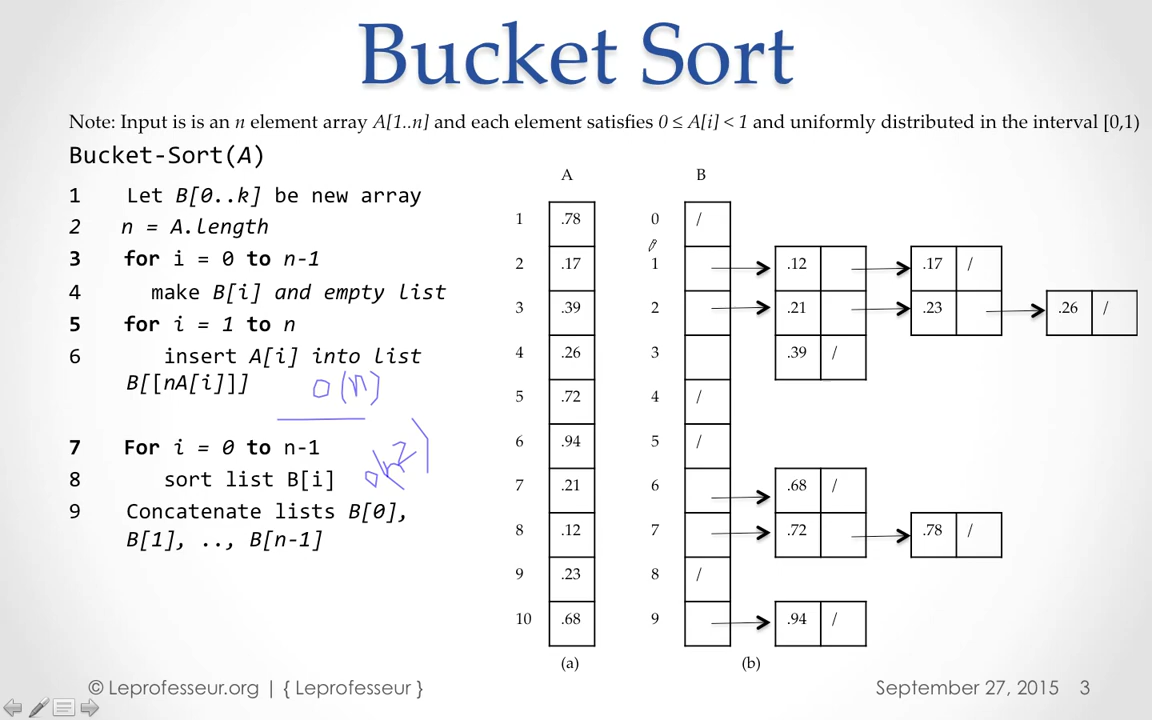 Bucket Sort
Note: Input is is an n element array A[1..n] and each element satisfies 0 ≤ A[i] < 1 and uniformly distributed in the interval [0,1)
Bucket-Sort(A)
1 Let B[0..k] be new array
2 n = A.length
3 for i = 0 to n-1
4 make B[i] and empty list
5 for i = 1 to n
6 insert A[i] into list
B[[nA[i]]]
O(n)
7 For i = 0 to n-1
8 sort list B[i]
O(n2)
9 Concatenate lists B[0],
B[1], .., B[n-1]
A B
1 .78 0 /
2 .17 1 .12 .17 /
3 .39 2 .21 .23 .26 /
4 .26 3 .39 /
5 .72 4 /
6 .94 5 /
7 .21 6 .68 /
8 .12 7 .72 .78 /
9 .23 8 /
10 .68 9 .94 /
(a) (b)
© Leprofesseur.org | { Leprofesseur } September 27, 2015 3